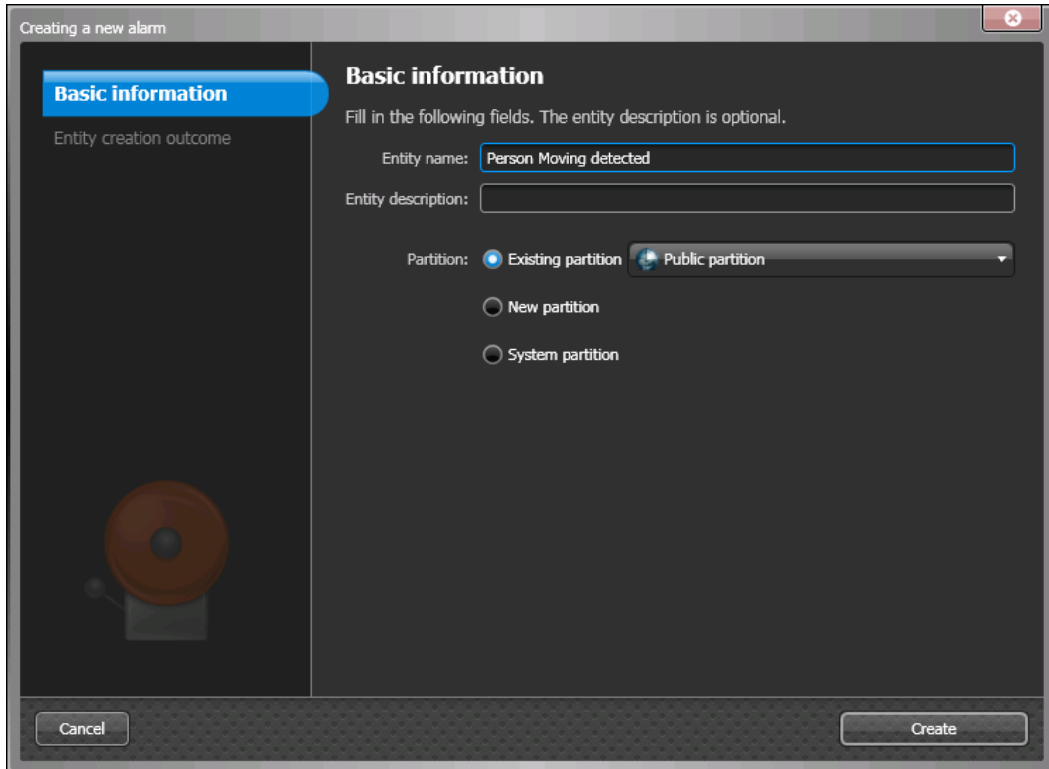 Creating a new alarm
Basic information
Entity creation outcome
Basic information
Fill in the following fields. The entity description is optional.
Entity name: Person Moving detected
Entity description:
Partition: Existing partition Public partition
New partition
System partition
Cancel Create